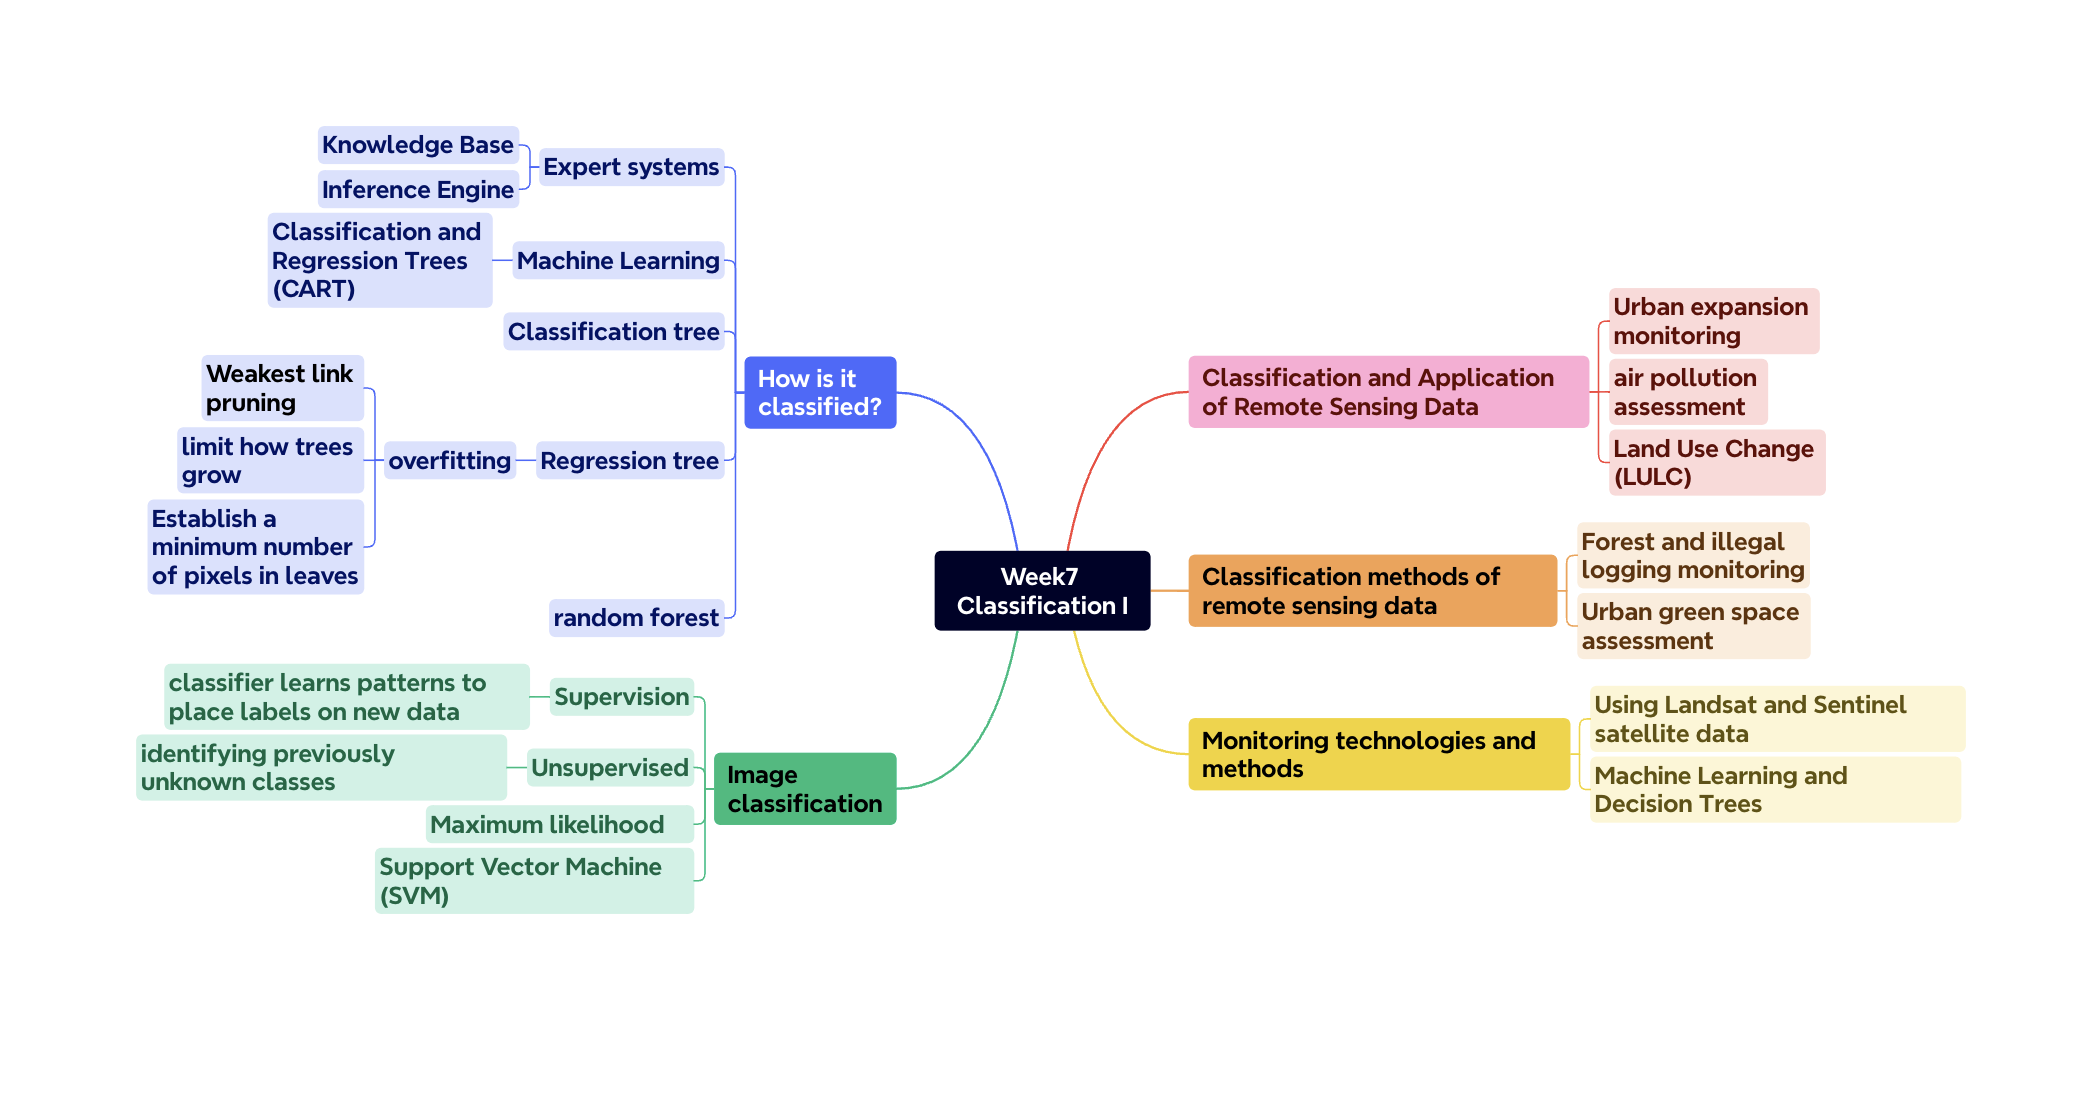 Week7
Classification I
How is it
classified?
Expert systems
Knowledge Base
Inference Engine
Machine Learning
Classification and
Regression Trees
(CART)
Classification tree
Regression tree
overfitting
Weakest link
pruning
limit how trees
grow
Establish a
minimum number
of pixels in leaves
random forest
Image
classification
Supervision
classifier learns patterns to
place labels on new data
Unsupervised
identifying previously
unknown classes
Maximum likelihood
Support Vector Machine
(SVM)
Classification and Application
of Remote Sensing Data
Urban expansion
monitoring
air pollution
assessment
Land Use Change
(LULC)
Classification methods of
remote sensing data
Forest and illegal
logging monitoring
Urban green space
assessment
Monitoring technologies and
methods
Using Landsat and Sentinel
satellite data
Machine Learning and
Decision Trees